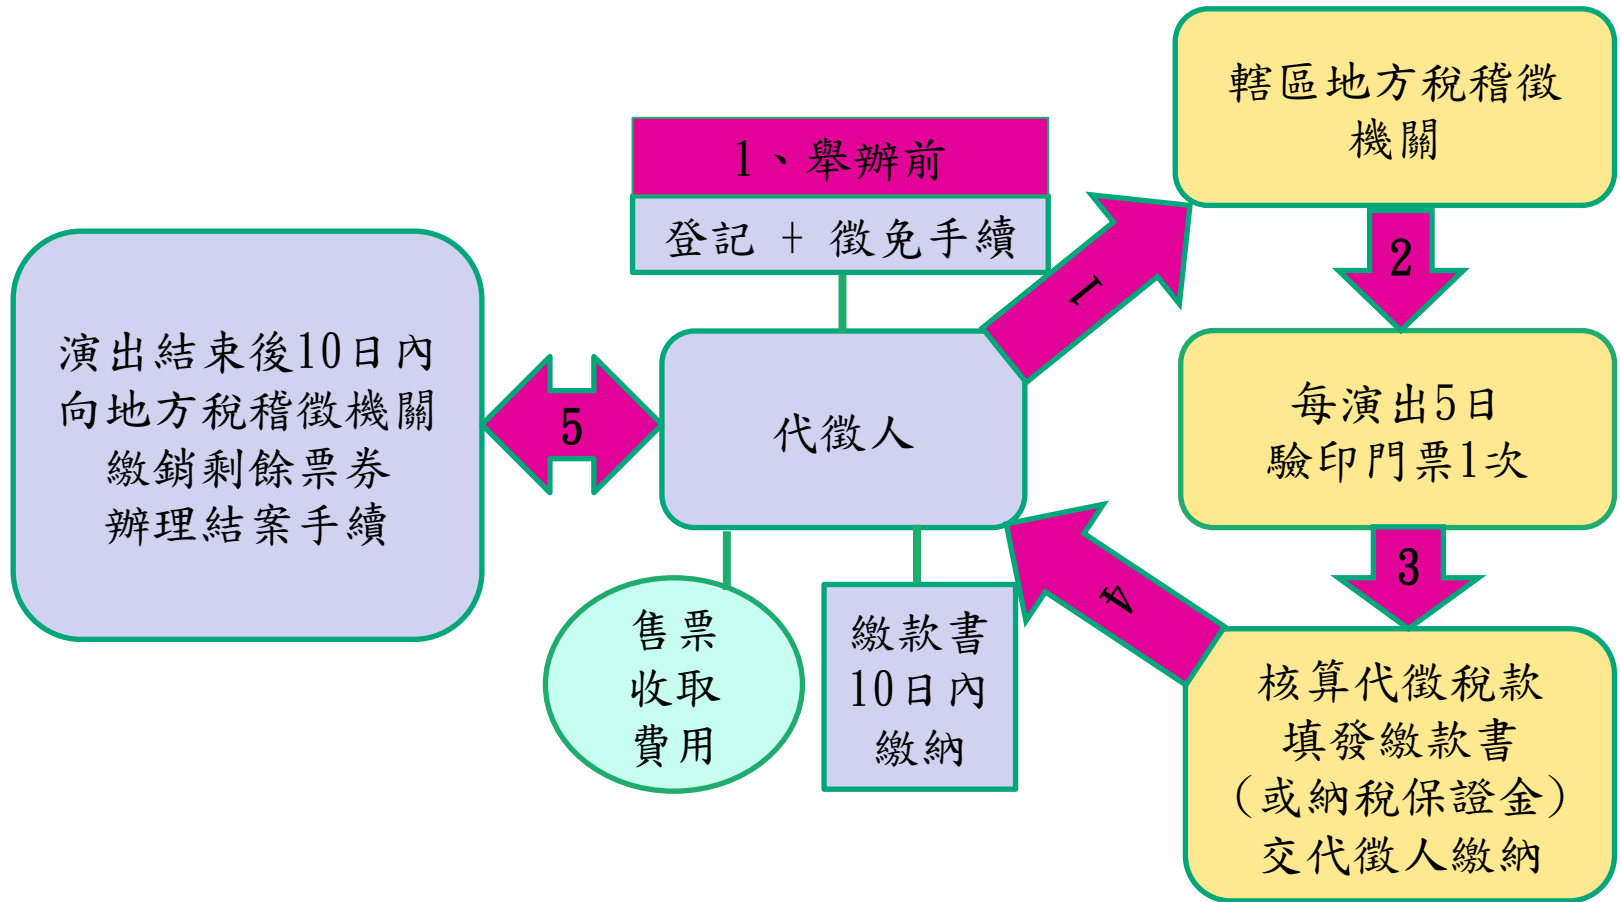 轄區地方稅稽徵
機關
1、舉辦前
登記 + 徵免手續
1
2
演出結束後10日內
向地方稅稽徵機關
繳銷剩餘票券
辦理結案手續
5
代徵人
每演出5日
驗印門票1次
3
4
售票
收取
費用
繳款書
10日內
繳納
核算代徵稅款
填發繳款書
(或納稅保證金)
交代徵人繳納